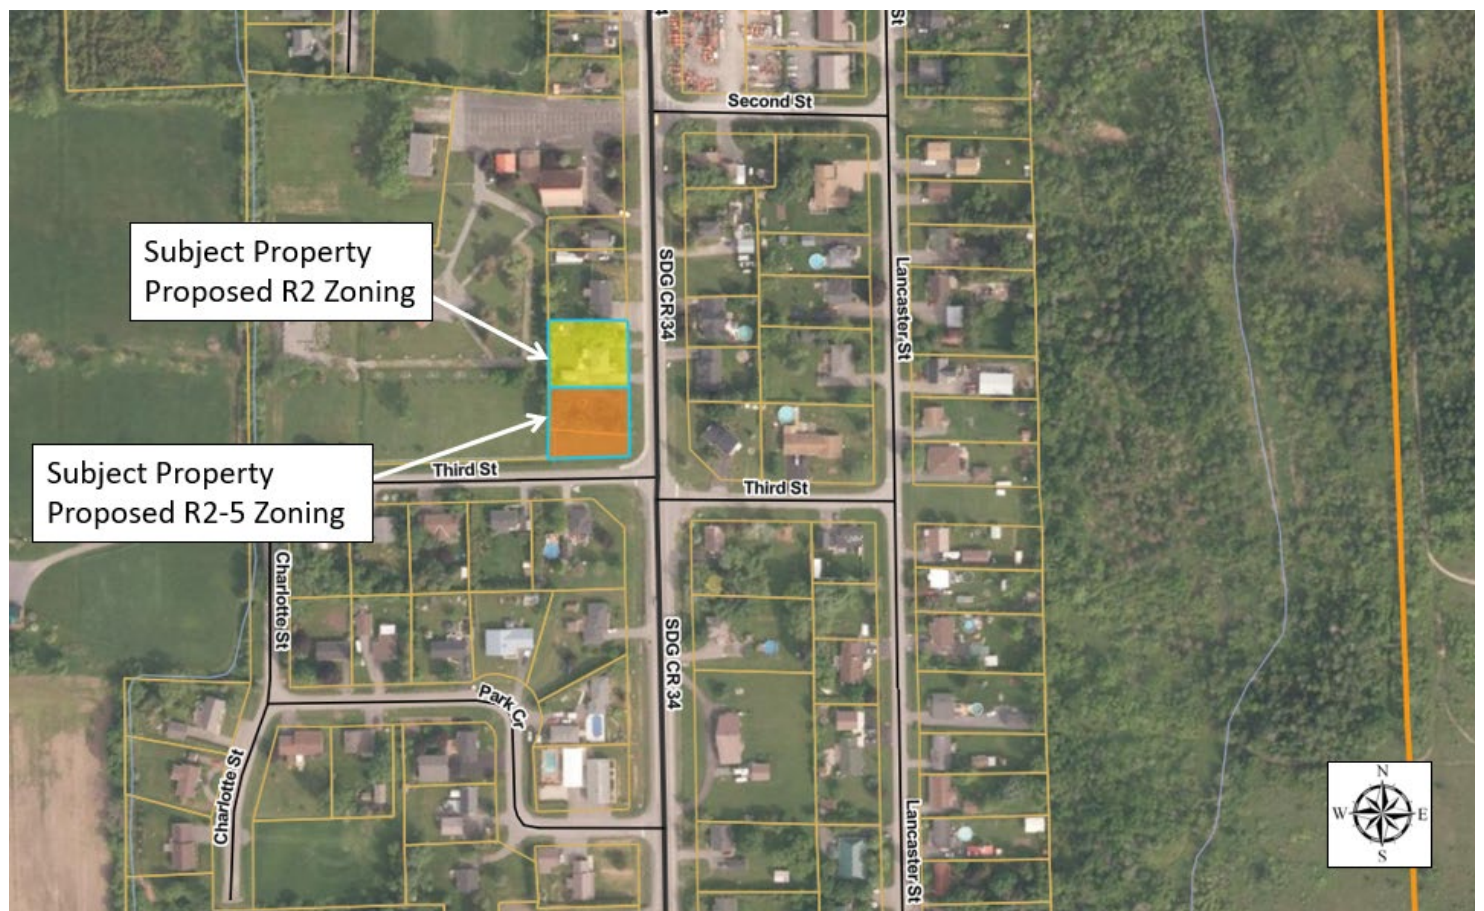 St
Second St
Subject Property
Proposed R2 Zoning
SDG CR 34
Lancaster St
Subject Property
Proposed R2-5 Zoning
Third St
Third St
Charlotte St
SDG CR 34
Park Cr
Charlotte St
Lancaster St
N
W E
S